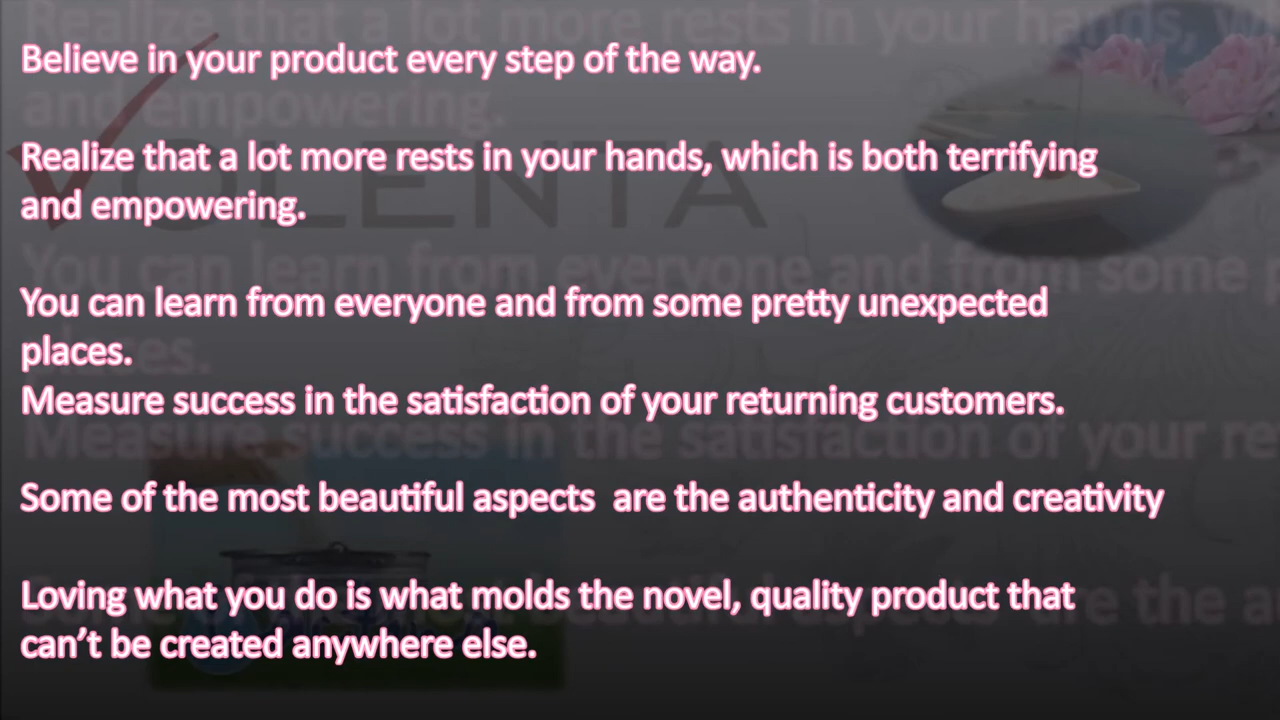 Believe in your product every step of the way.
Realize that a lot more rests in your hands, which is both terrifying
and empowering.
You can learn from everyone and from some pretty unexpected
places.
Measure success in the satisfaction of your returning customers.
Some of the most beautiful aspects  are the authenticity and creativity
Loving what you do is what molds the novel, quality product that
can’t be created anywhere else.
VOLENTA